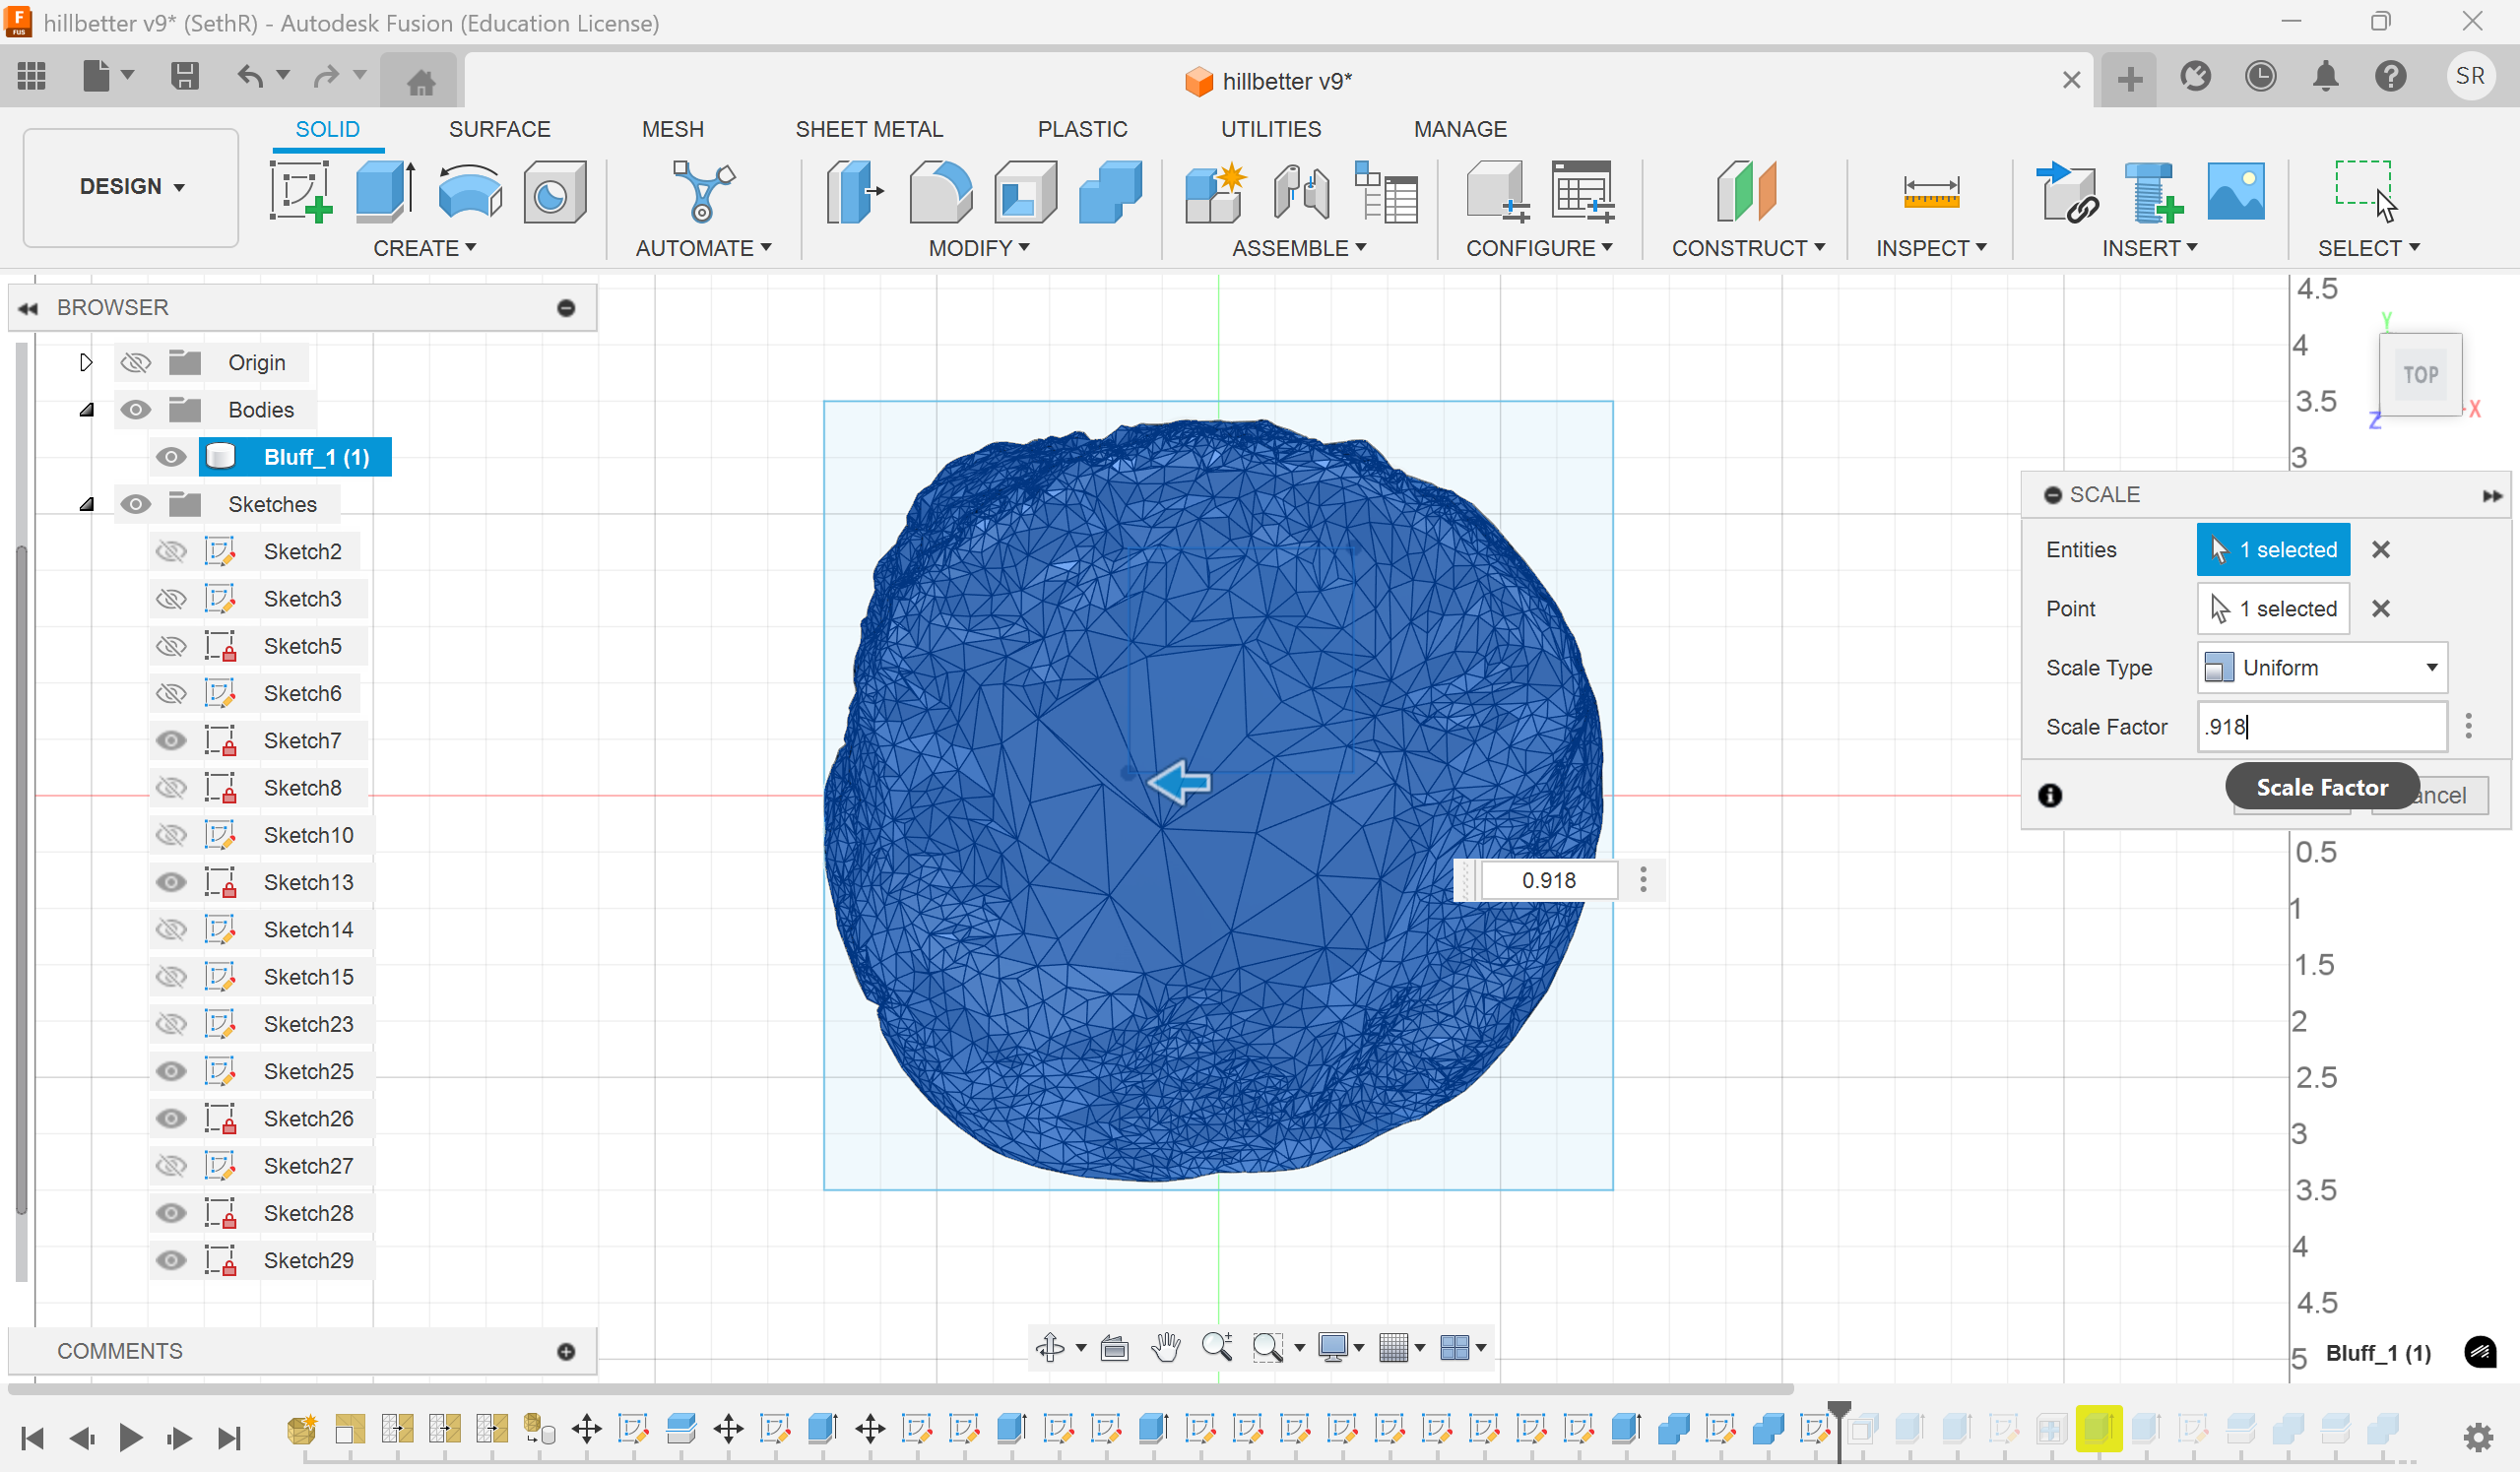 hillbetter v9* (SethR) - Autodesk Fusion (Education License)
hillbetter v9*
SR
SOLID SURFACE MESH SHEET METAL PLASTIC UTILITIES MANAGE
DESIGN
CREATE AUTOMATE MODIFY ASSEMBLE CONFIGURE CONSTRUCT INSPECT INSERT SELECT
BROWSER
Origin
Bodies
Bluff_1 (1)
Sketches
Sketch2
Sketch3
Sketch5
Sketch6
Sketch7
Sketch8
Sketch10
Sketch13
Sketch14
Sketch15
Sketch23
Sketch25
Sketch26
Sketch27
Sketch28
Sketch29
COMMENTS
4.5
4
3.5
3
Y
TOP
X
Z
SCALE
Entities 1 selected
Point 1 selected
Scale Type Uniform
Scale Factor .918
Scale Factor
ancel
0.918
0.5
1
1.5
2
2.5
3
3.5
4
4.5
5
Bluff_1 (1)